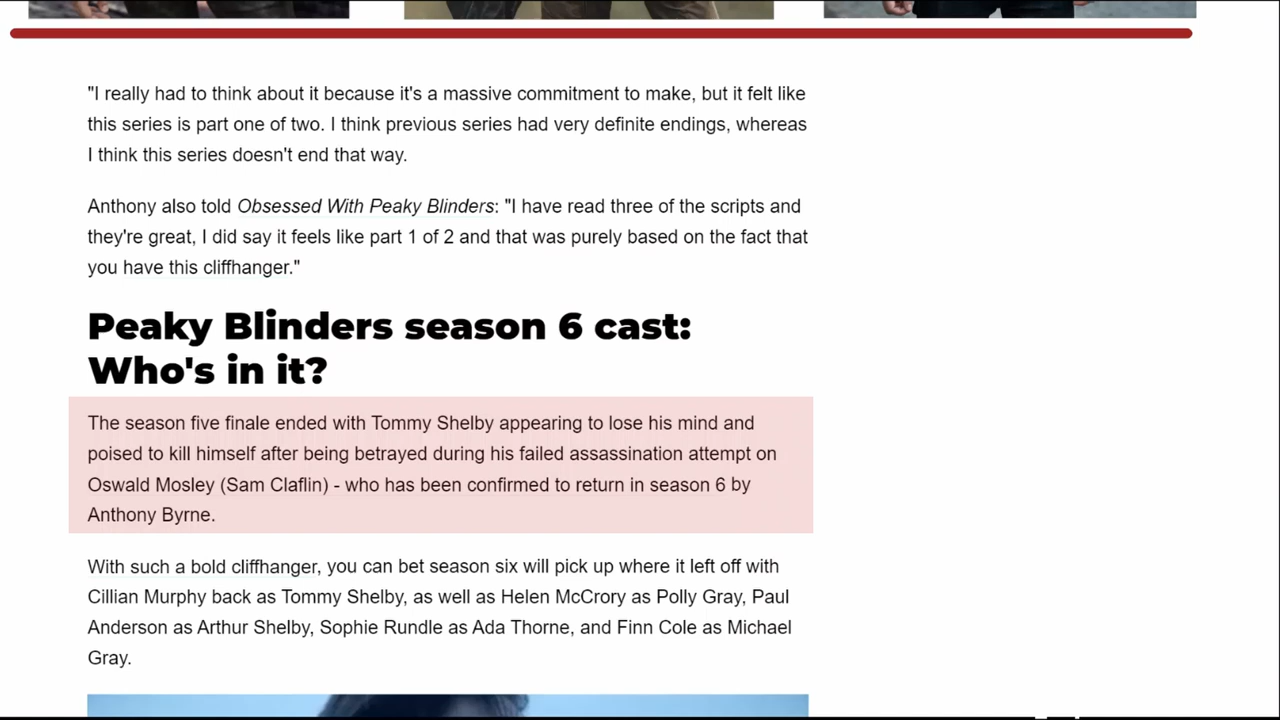 "I really had to think about it because it's a massive commitment to make, but it felt like
this series is part one of two. I think previous series had very definite endings, whereas
I think this series doesn't end that way.
Anthony also told Obsessed With Peaky Blinders: "I have read three of the scripts and
they're great, I did say it feels like part 1 of 2 and that was purely based on the fact that
you have this cliffhanger."
Peaky Blinders season 6 cast:
Who's in it?
The season five finale ended with Tommy Shelby appearing to lose his mind and
poised to kill himself after being betrayed during his failed assassination attempt on
Oswald Mosley (Sam Claflin) - who has been confirmed to return in season 6 by
Anthony Byrne.
With such a bold cliffhanger, you can bet season six will pick up where it left off with
Cillian Murphy back as Tommy Shelby, as well as Helen McCrory as Polly Gray, Paul
Anderson as Arthur Shelby, Sophie Rundle as Ada Thorne, and Finn Cole as Michael
Gray.